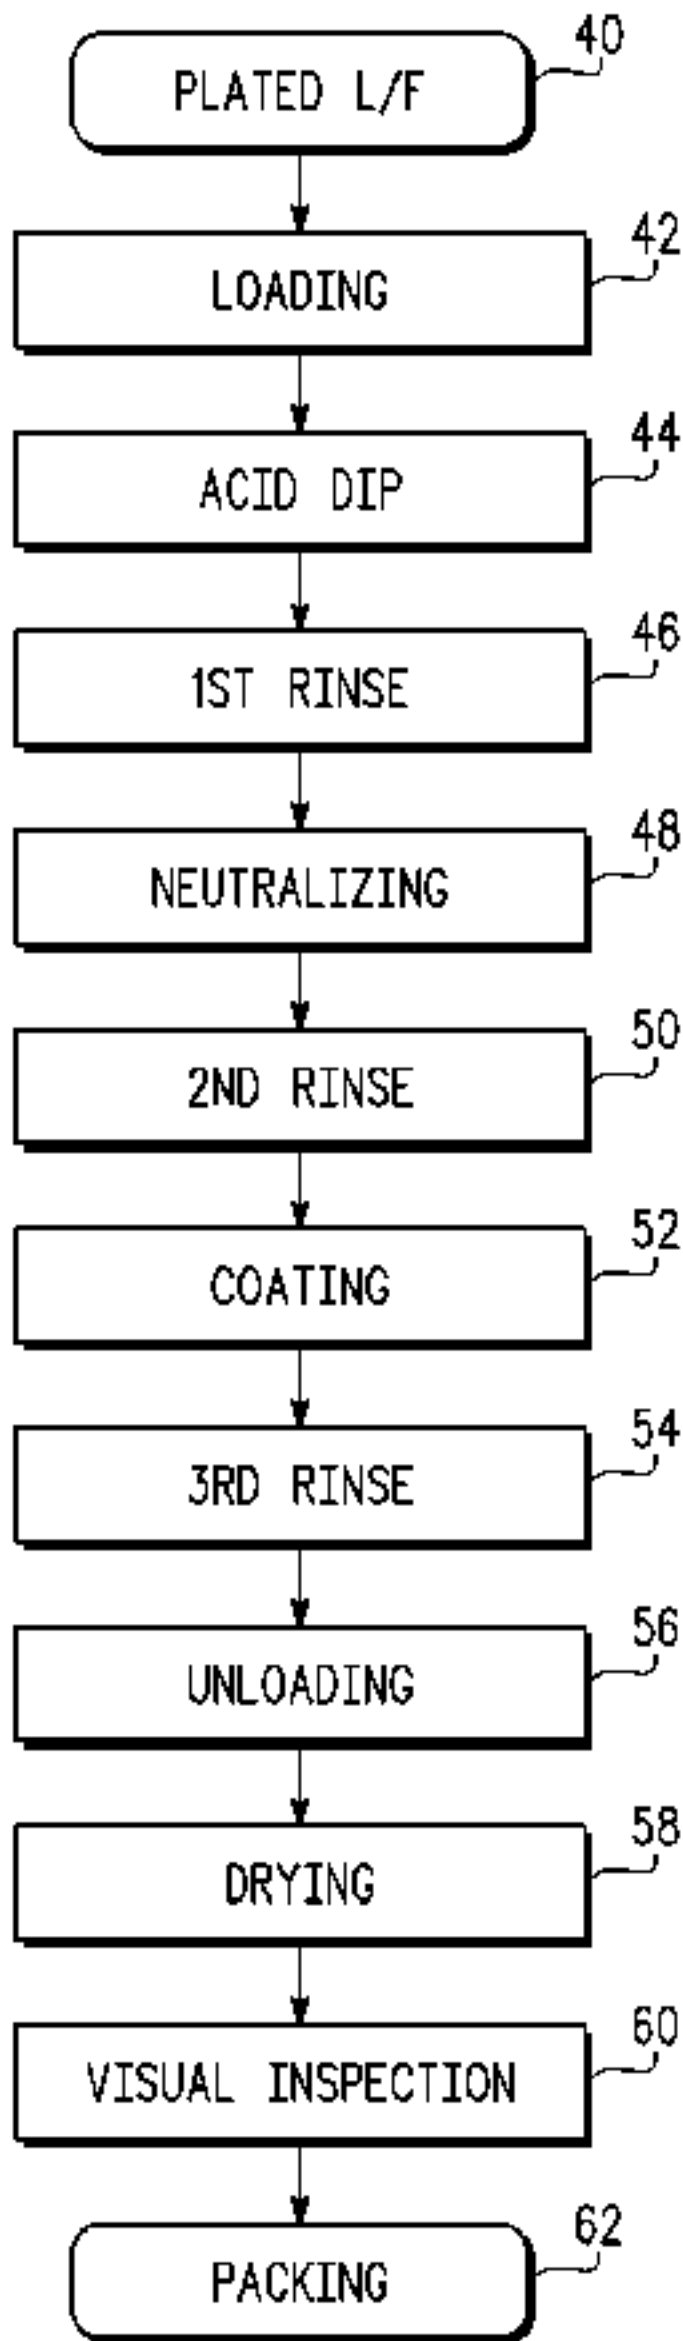 40
PLATED L/F
42
LOADING
44
ACID DIP
46
1ST RINSE
48
NEUTRALIZING
50
2ND RINSE
52
COATING
54
3RD RINSE
56
UNLOADING
58
DRYING
60
VISUAL INSPECTION
62
PACKING